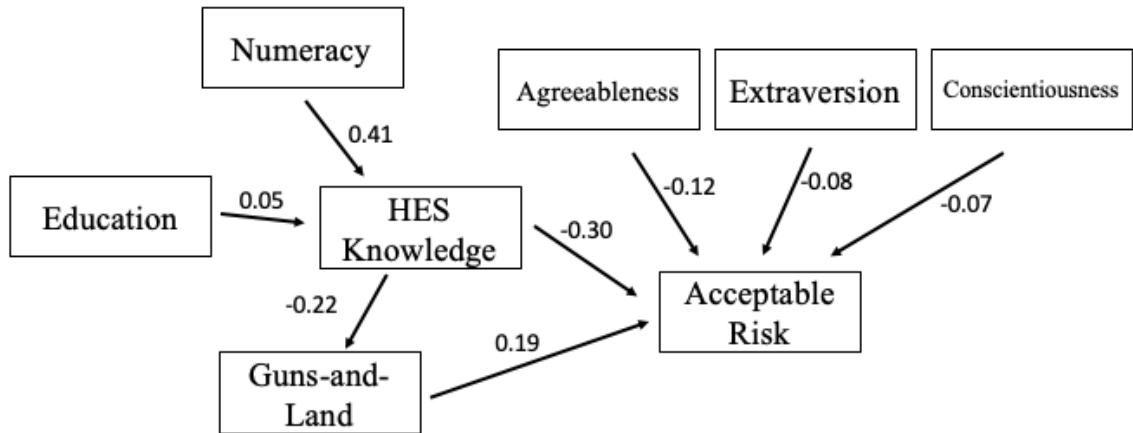 Numeracy
Agreeableness
Extraversion
Conscientiousness
0.41
-0.12
-0.08
-0.07
Education
0.05
HES
Knowledge
-0.30
Acceptable
Risk
-0.22
0.19
Guns-and-
Land